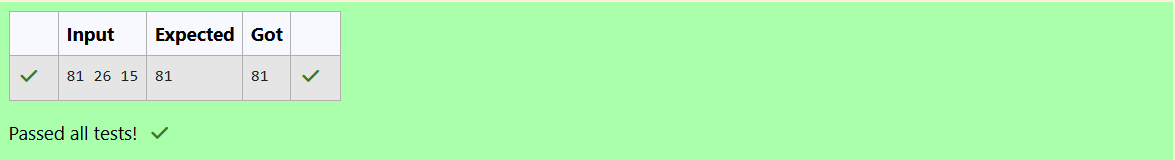 Input Expected Got
81 26 15 81 81
Passed all tests!